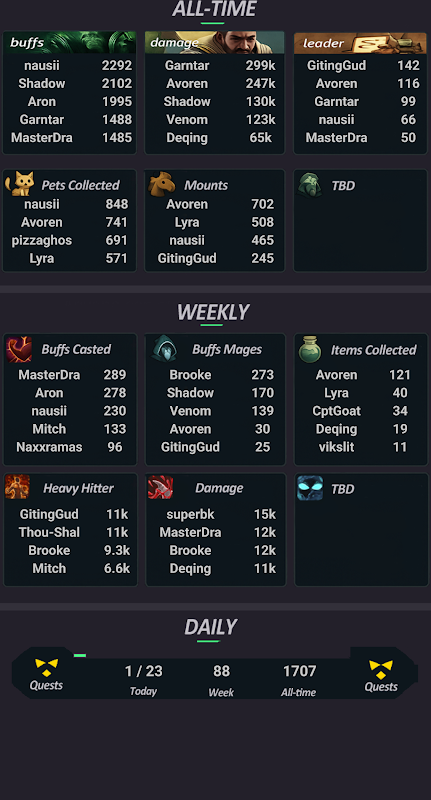 ALL-TIME
buffs
nausii 2292
Shadow 2102
Aron 1995
Garntar 1488
MasterDra 1485
damage
Garntar 299k
Avoren 247k
Shadow 130k
Venom 123k
Deqing 65k
leader
GitingGud 142
Avoren 116
Garntar 99
nausii 66
MasterDra 50
Pets Collected
nausii 848
Avoren 741
pizzaghos 691
Lyra 571
Mounts
Avoren 702
Lyra 508
nausii 465
GitingGud 245
TBD
WEEKLY
Buffs Casted
MasterDra 289
Aron 278
nausii 230
Mitch 133
Naxxramas 96
Buffs Mages
Brooke 273
Shadow 170
Venom 139
Avoren 30
GitingGud 25
Items Collected
Avoren 121
Lyra 40
CptGoat 34
Deqing 19
vikslit 11
Heavy Hitter
GitingGud 11k
Thou-Shal 11k
Brooke 9.3k
Mitch 6.6k
Damage
superbk 15k
MasterDra 12k
Brooke 12k
Deqing 11k
TBD
DAILY
Quests
1 / 23
Today
88
Week
1707
All-time
Quests